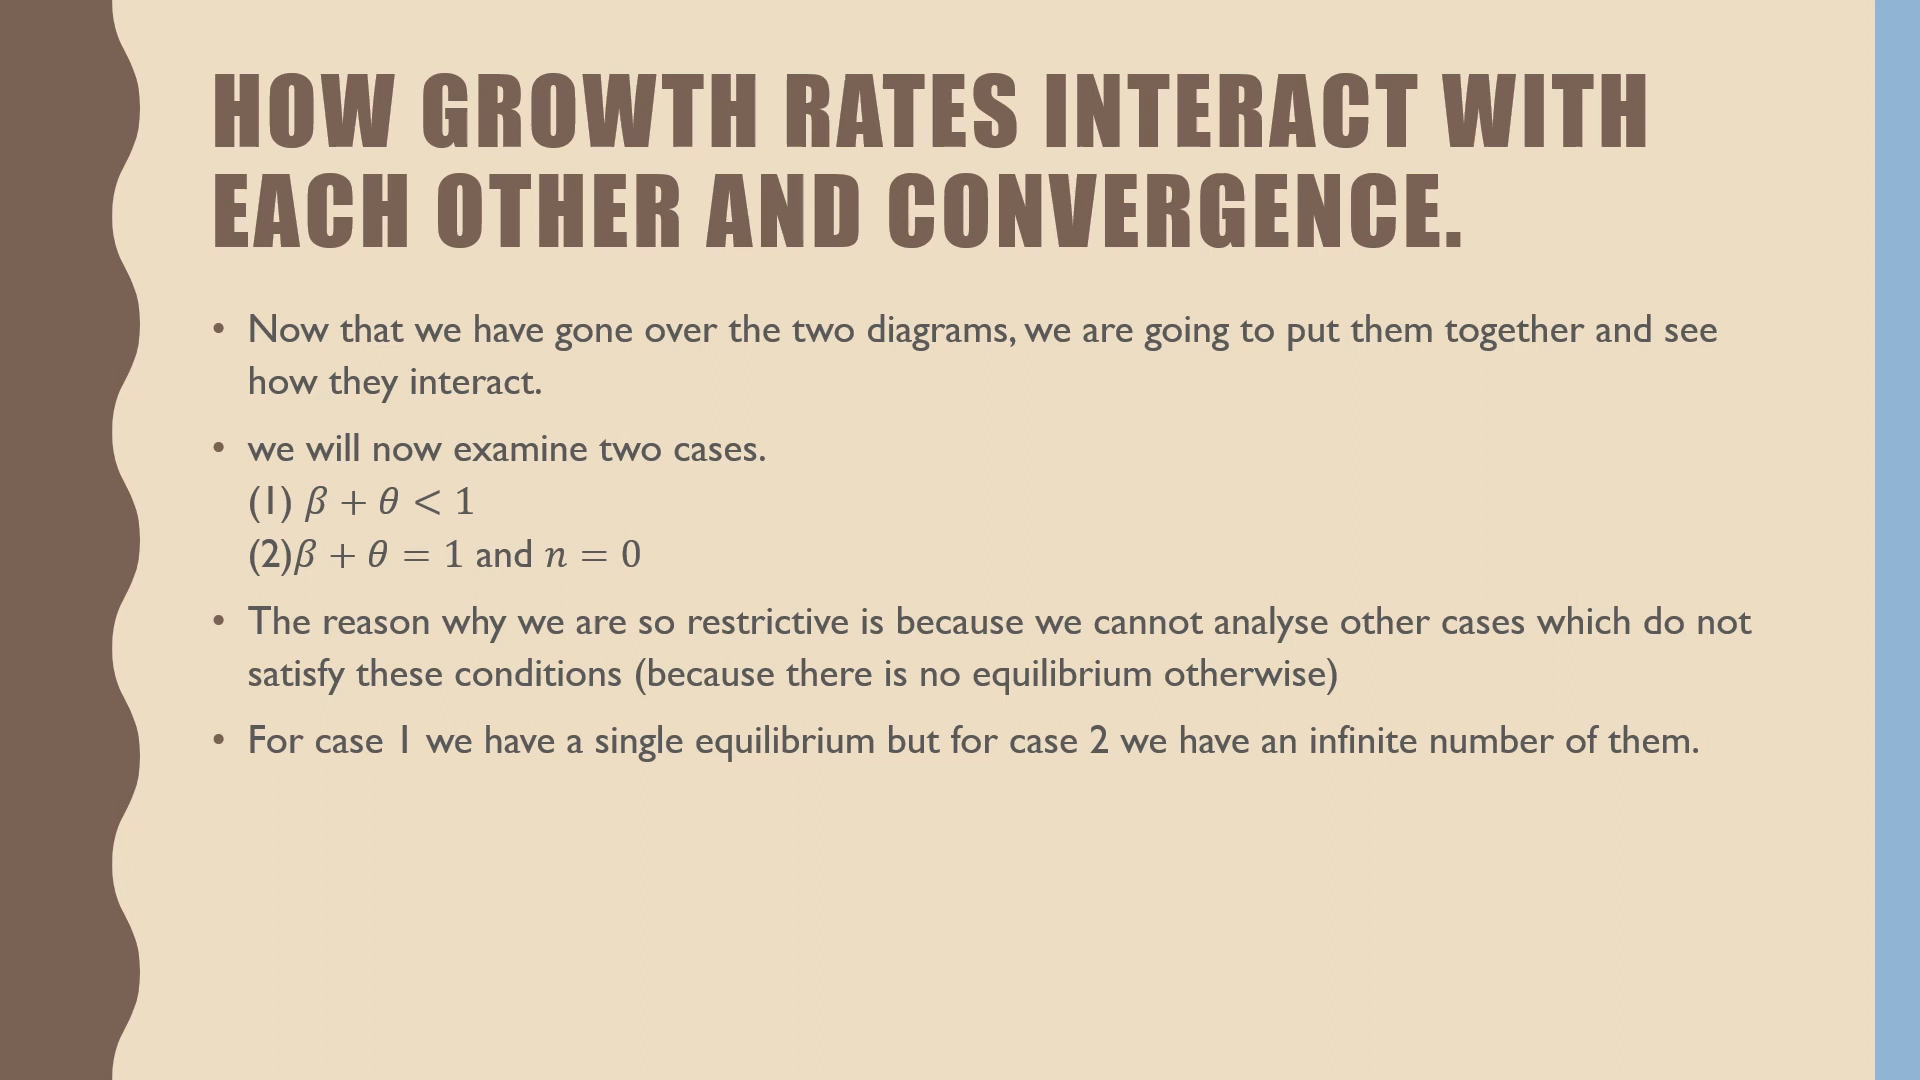 HOW GROWTH RATES INTERACT WITH
EACH OTHER AND CONVERGENCE.
• Now that we have gone over the two diagrams, we are going to put them together and see
how they interact.
• we will now examine two cases.
(1) β + θ < 1
(2)β + θ = 1 and n = 0
• The reason why we are so restrictive is because we cannot analyse other cases which do not
satisfy these conditions (because there is no equilibrium otherwise)
• For case 1 we have a single equilibrium but for case 2 we have an infinite number of them.